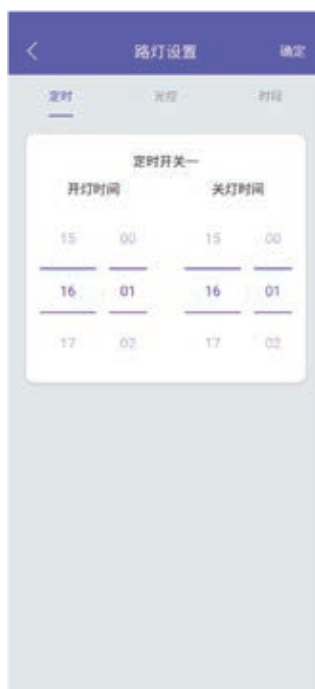 路灯设置 确定
定时 光控 时段
定时开关一
开灯时间 关灯时间
15 00 15 00
16 01 16 01
17 02 17 02